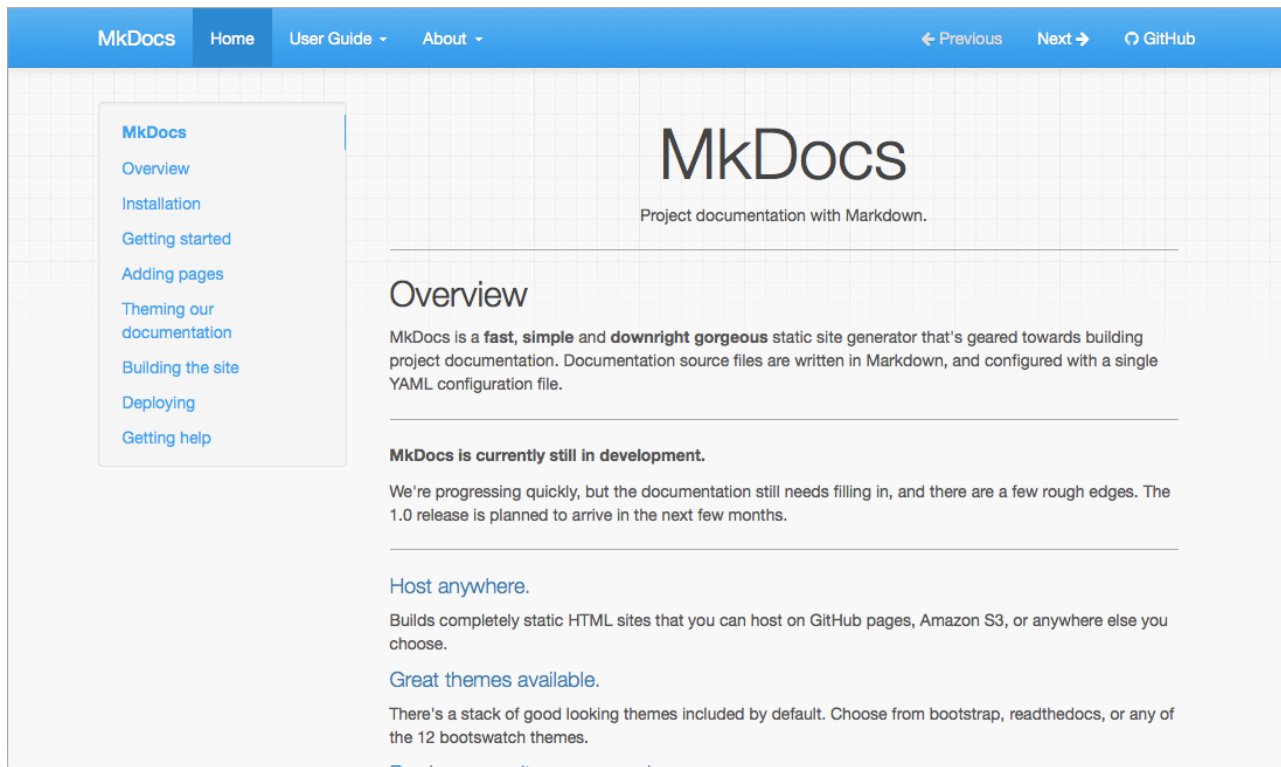 MkDocs Home User Guide About Previous Next GitHub
MkDocs
Overview
Installation
Getting started
Adding pages
Theming our
documentation
Building the site
Deploying
Getting help
MkDocs
Project documentation with Markdown.
Overview
MkDocs is a fast, simple and downright gorgeous static site generator that's geared towards building
project documentation. Documentation source files are written in Markdown, and configured with a single
YAML configuration file.
MkDocs is currently still in development.
We're progressing quickly, but the documentation still needs filling in, and there are a few rough edges. The
1.0 release is planned to arrive in the next few months.
Host anywhere.
Builds completely static HTML sites that you can host on GitHub pages, Amazon S3, or anywhere else you
choose.
Great themes available.
There's a stack of good looking themes included by default. Choose from bootstrap, readthedocs, or any of
the 12 bootswatch themes.